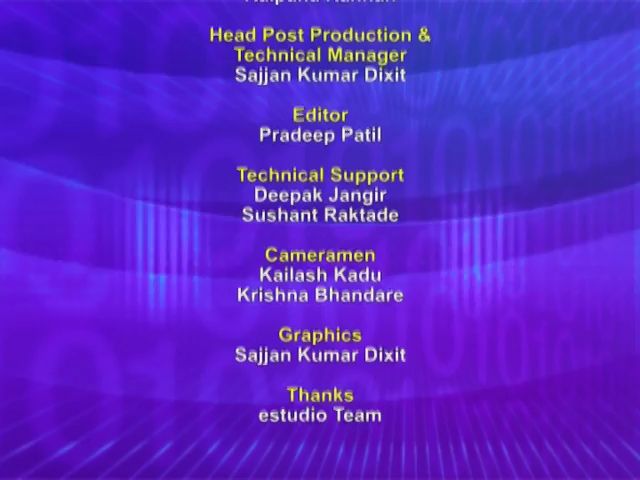 Head Post Production &
Technical Manager
Sajjan Kumar Dixit
Editor
Pradeep Patil
Technical Support
Deepak Jangir
Sushant Raktade
Cameramen
Kailash Kadu
Krishna Bhandare
Graphics
Sajjan Kumar Dixit
Thanks
estudio Team